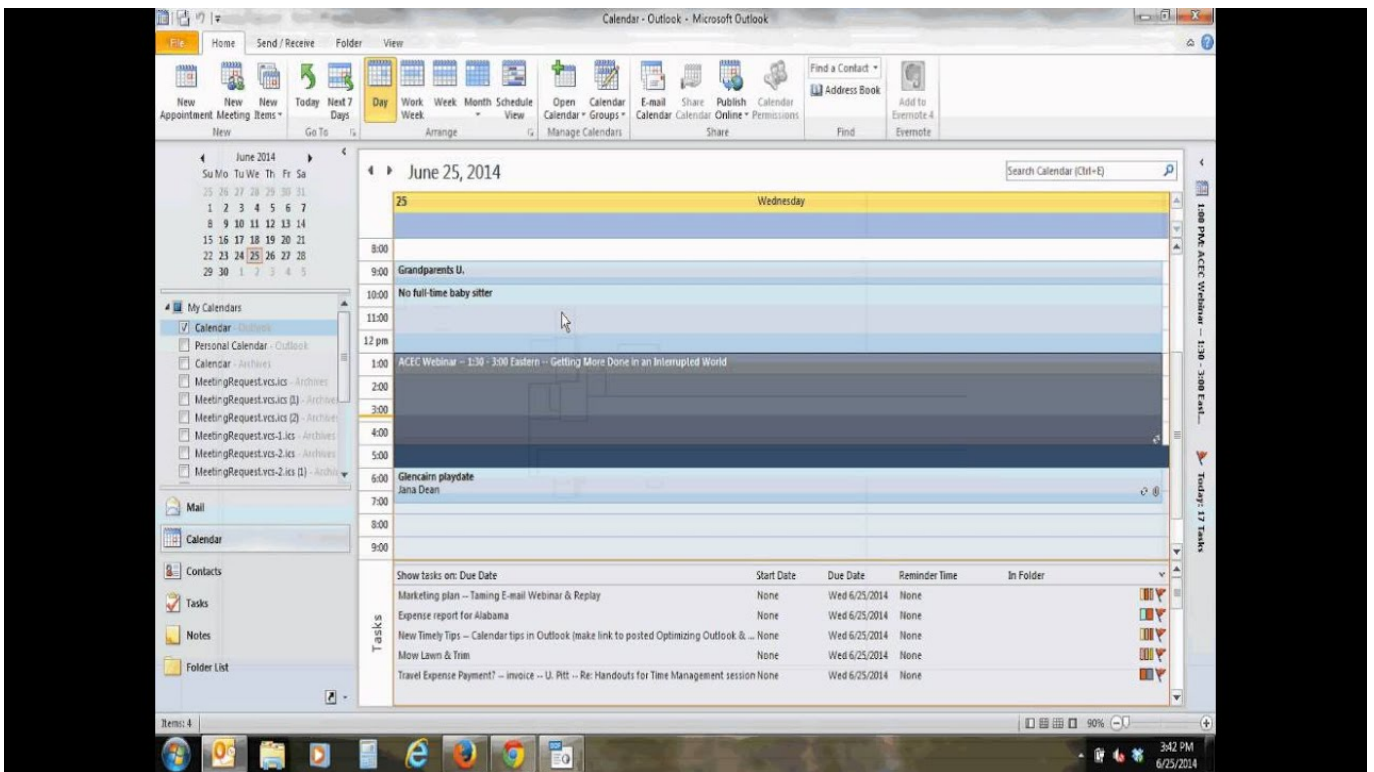 Calendar - Outlook - Microsoft Outlook
File Home Send / Receive Folder View
New Appointment
New Meeting
New Items
Today
Next 7 Days
Day
Work Week
Week
Month
Schedule View
Open Calendar
Calendar Groups
E-mail Calendar
Share Calendar
Publish Online
Calendar Permissions
Find a Contact
Address Book
Add to Evernote 4
New Go To Arrange Manage Calendars Share Find Evernote
June 2014
Su Mo Tu We Th Fr Sa
25 26 27 28 29 30 31
1 2 3 4 5 6 7
8 9 10 11 12 13 14
15 16 17 18 19 20 21
22 23 24 25 26 27 28
29 30 1 2 3 4 5
My Calendars
Calendar - Outlook
Personal Calendar - Outlook
Calendar - Archives
MeetingRequest.vcs.ics - Archives
MeetingRequest.vcs.ics (1) - Archive
MeetingRequest.vcs.ics (2) - Archive
MeetingRequest.vcs-1.ics - Archives
MeetingRequest.vcs-2.ics - Archives
MeetingRequest.vcs-2.ics (1) - Archiv
Mail
Calendar
Contacts
Tasks
Notes
Folder List
Items: 4
June 25, 2014
Search Calendar (Ctrl+E)
25 Wednesday
8:00
9:00 Grandparents U.
10:00 No full-time baby sitter
11:00
12 pm
1:00 ACEC Webinar -- 1:30 - 3:00 Eastern -- Getting More Done in an Interrupted World
2:00
3:00
4:00
5:00
6:00 Glencairn playdate
Jana Dean
7:00
8:00
9:00
Tasks
Show tasks on: Due Date Start Date Due Date Reminder Time In Folder
Marketing plan -- Taming E-mail Webinar & Replay None Wed 6/25/2014 None
Expense report for Alabama None Wed 6/25/2014 None
New Timely Tips -- Calendar tips in Outlook (make link to posted Optimizing Outlook & ... None Wed 6/25/2014 None
Mow Lawn & Trim None Wed 6/25/2014 None
Travel Expense Payment? -- invoice -- U. Pitt -- Re: Handouts for Time Management session None Wed 6/25/2014 None
1:00 PM: ACEC Webinar -- 1:30 - 3:00 East...
Today: 17 Tasks
90%
3:42 PM
6/25/2014